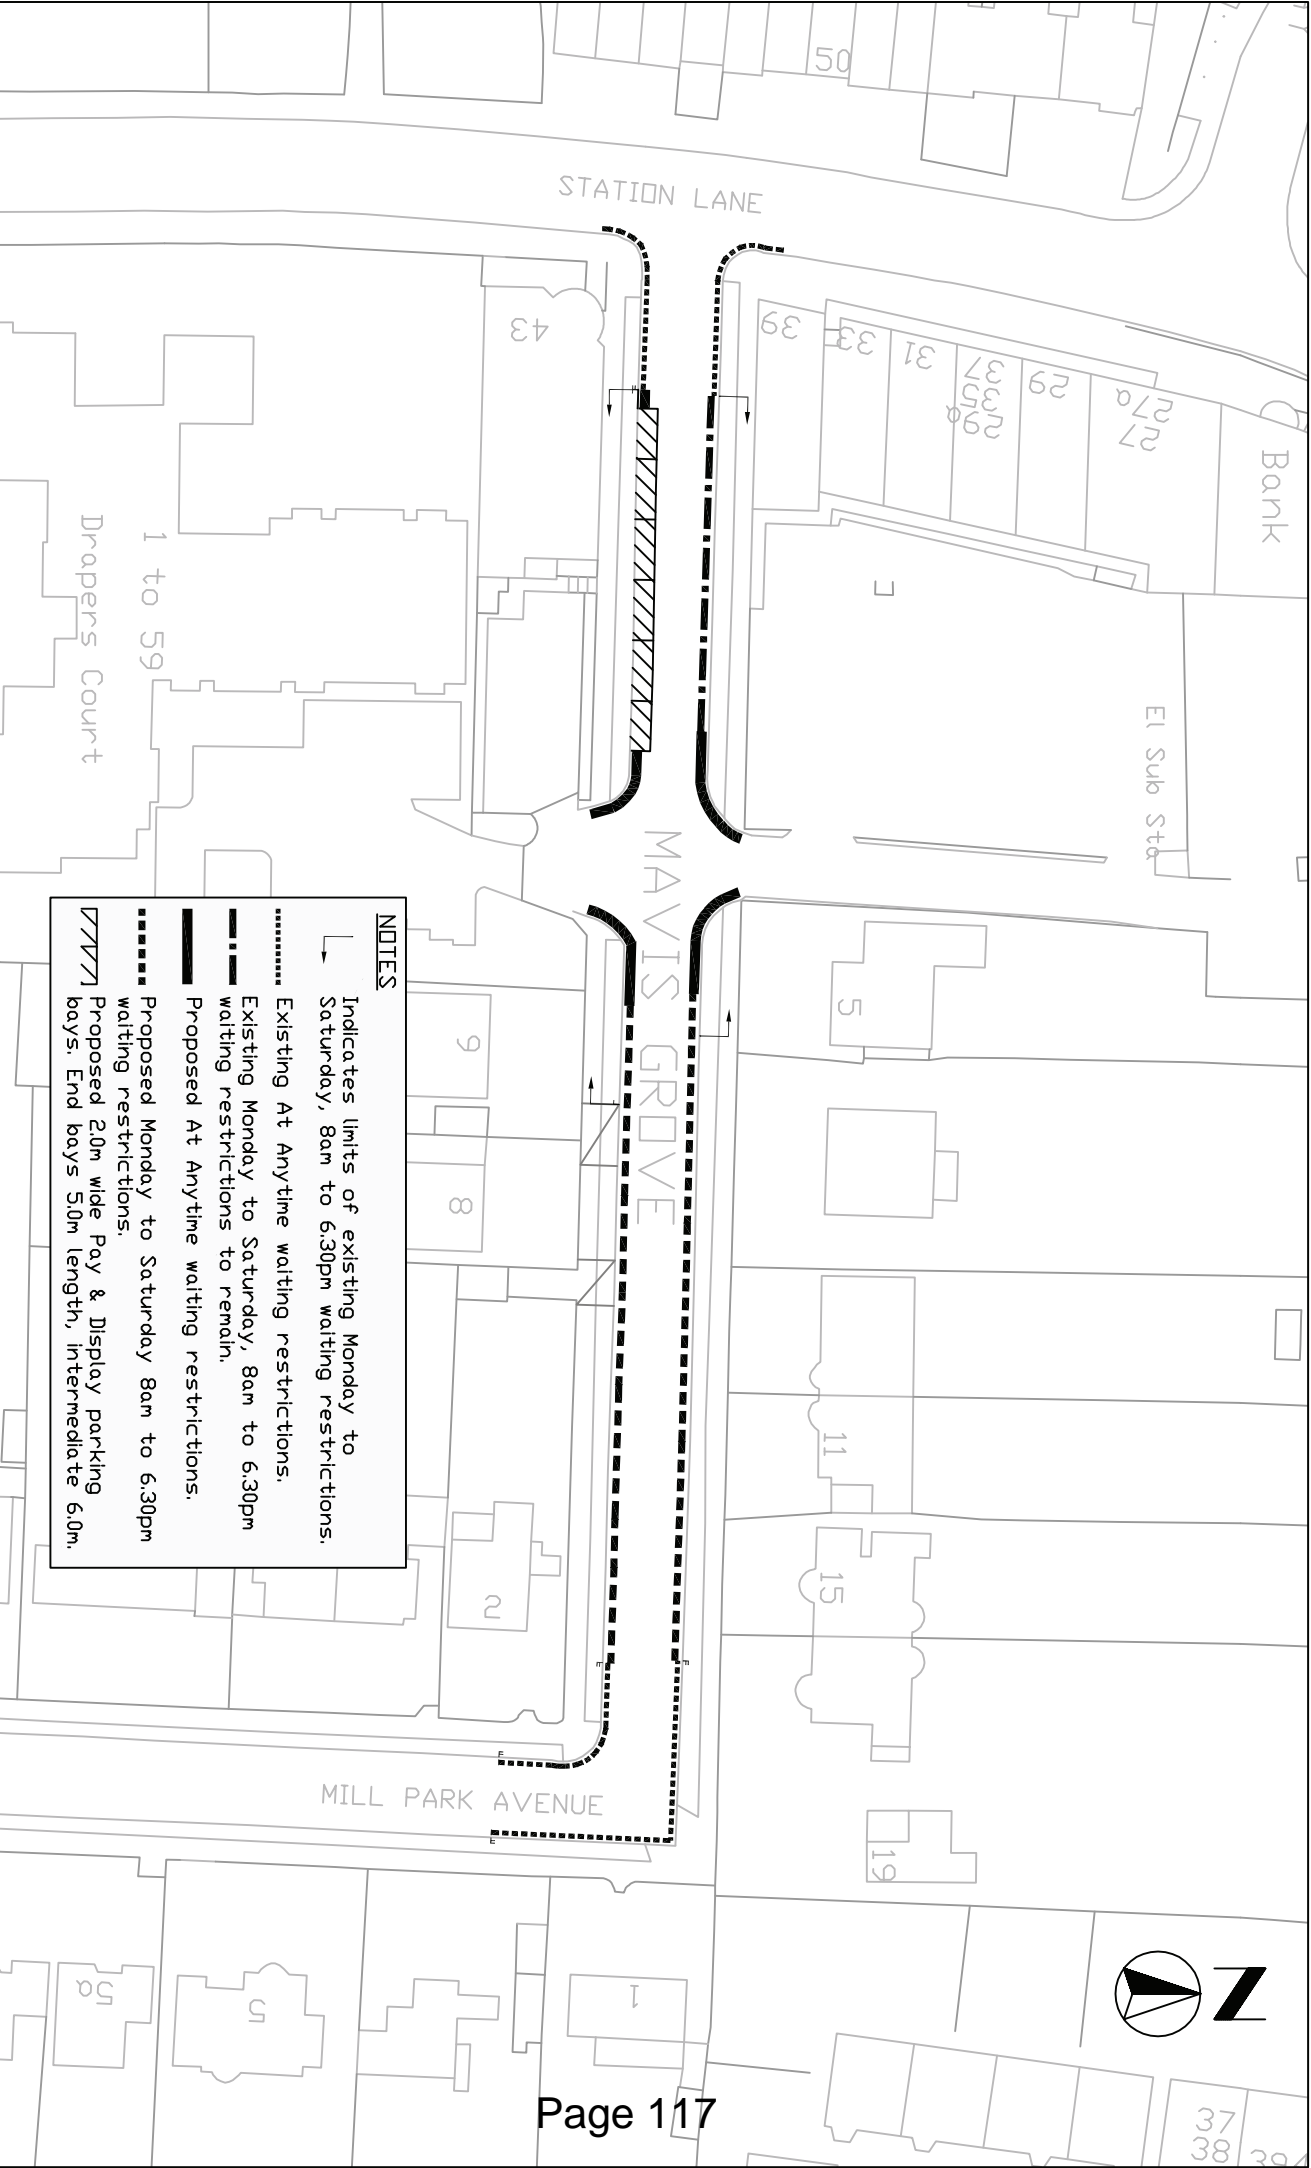 50
STATION LANE
43
39
33
31
37
35
29a
29
27a
27
Bank
1 to 59
Drapers Court
El Sub Sta
MAVIS GROVE
5
9
8
11
15
2
NOTES
Indicates limits of existing Monday to
Saturday, 8am to 6.30pm waiting restrictions.
Existing At Anytime waiting restrictions.
Existing Monday to Saturday, 8am to 6.30pm
waiting restrictions to remain.
Proposed At Anytime waiting restrictions.
Proposed Monday to Saturday 8am to 6.30pm
waiting restrictions.
Proposed 2.0m wide Pay & Display parking
bays. End bays 5.0m length, intermediate 6.0m.
MILL PARK AVENUE
19
5a
5
1
N
37
38
Page 117